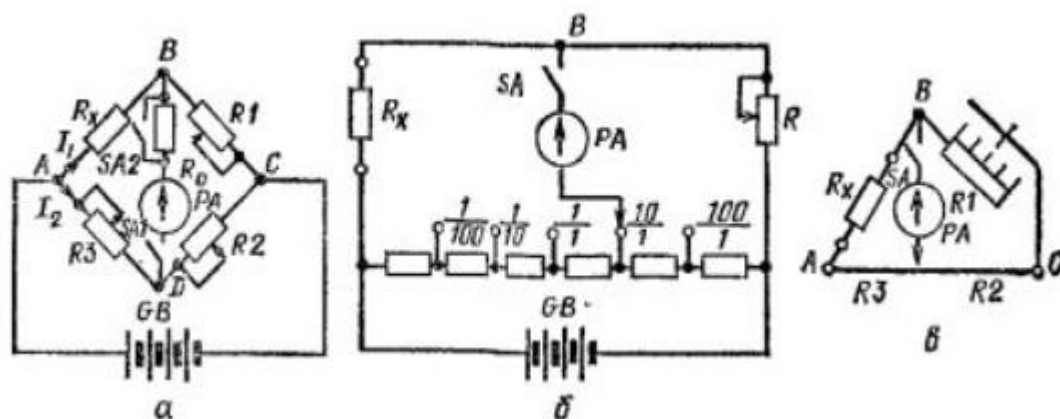 B
Rx
R1
I1
SA2
A
C
R0
I2
PA
SA1
R3
R2
D
GB
а
B
SA
Rx
PA
R
1/100
1/10
1/1
10/1
100/1
GB
б
B
Rx
SA
R1
PA
A
C
R3
R2
в